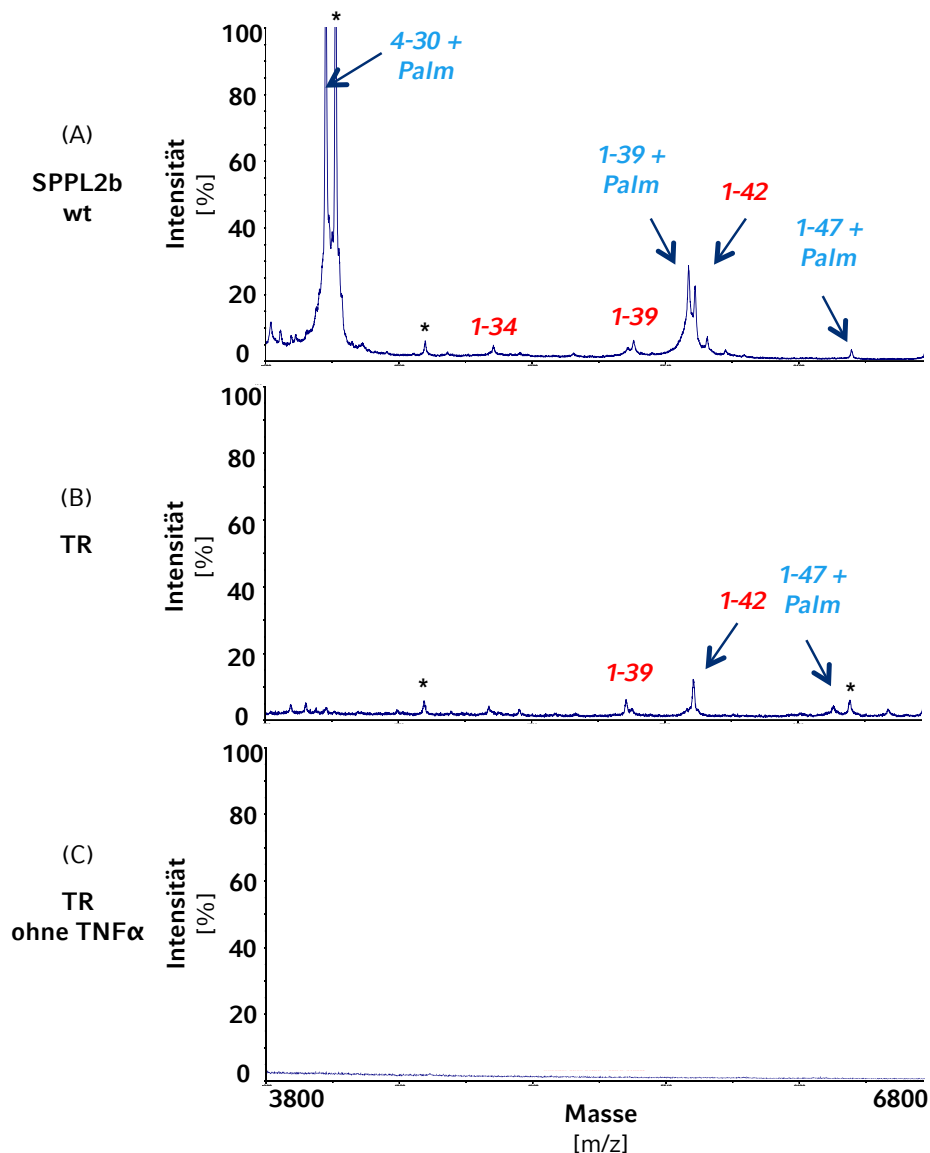 (A)
SPPL2b
wt
Intensität
[%]
100
80
60
40
20
0
*
4-30 +
Palm
*
1-34
1-39
1-39 +
Palm
1-42
1-47 +
Palm
(B)
TR
Intensität
[%]
100
80
60
40
20
0
*
1-39
1-42
1-47 +
Palm
*
(C)
TR
ohne TNFα
Intensität
[%]
100
80
60
40
20
0
3800
6800
Masse
[m/z]